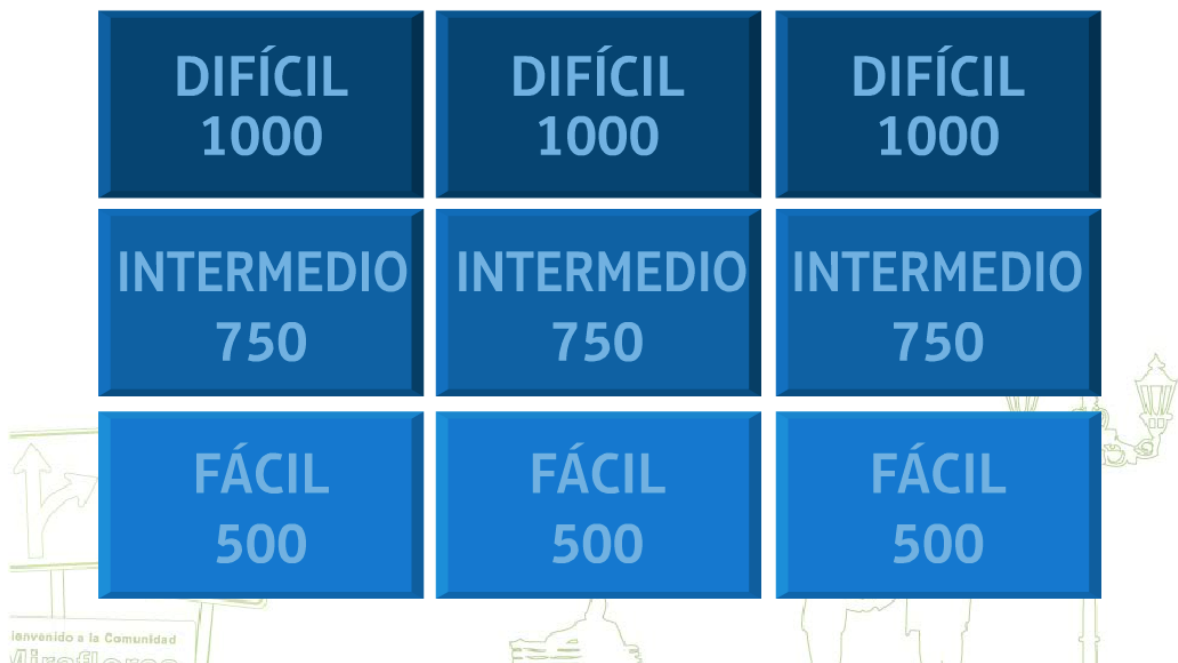 DIFÍCIL
1000
DIFÍCIL
1000
DIFÍCIL
1000
INTERMEDIO
750
INTERMEDIO
750
INTERMEDIO
750
FÁCIL
500
FÁCIL
500
FÁCIL
500
ienvenido a la Comunidad